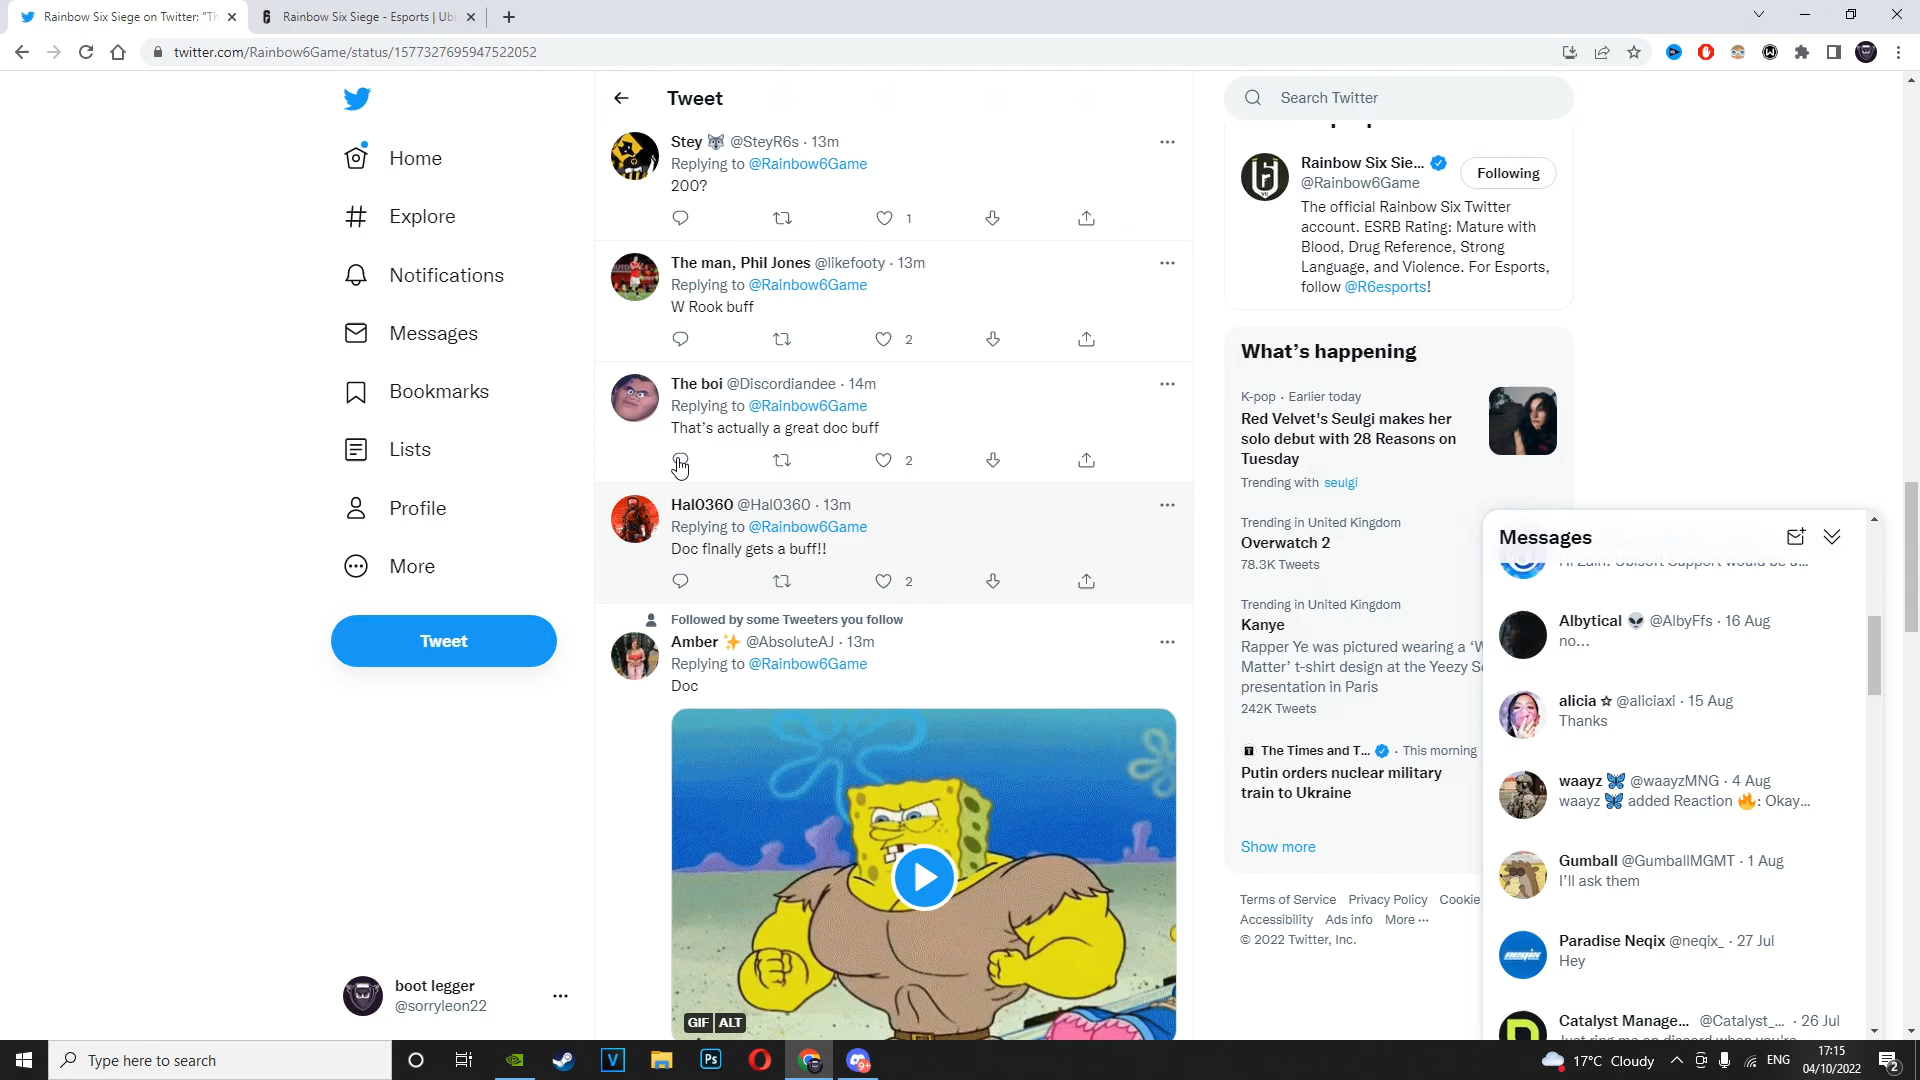 Rainbow Six Siege on Twitter: "Th
Rainbow Six Siege - Esports | Ubi
twitter.com/Rainbow6Game/status/1577327695947522052
Home
Explore
Notifications
Messages
Bookmarks
Lists
Profile
More
Tweet
boot legger
@sorryleon22
Tweet
Stey 🐺 @SteyR6s · 13m
Replying to @Rainbow6Game
200?
1
The man, Phil Jones @likefooty · 13m
Replying to @Rainbow6Game
W Rook buff
2
The boi @Discordiandee · 14m
Replying to @Rainbow6Game
That's actually a great doc buff
2
Hal0360 @Hal0360 · 13m
Replying to @Rainbow6Game
Doc finally gets a buff!!
2
Followed by some Tweeters you follow
Amber ✨ @AbsoluteAJ · 13m
Replying to @Rainbow6Game
Doc
GIF ALT
Search Twitter
Rainbow Six Sie...
@Rainbow6Game
Following
The official Rainbow Six Twitter
account. ESRB Rating: Mature with
Blood, Drug Reference, Strong
Language, and Violence. For Esports,
follow @R6esports!
What's happening
K-pop · Earlier today
Red Velvet's Seulgi makes her
solo debut with 28 Reasons on
Tuesday
Trending with seulgi
Trending in United Kingdom
Overwatch 2
78.3K Tweets
Trending in United Kingdom
Kanye
Rapper Ye was pictured wearing a 'W
Matter' t-shirt design at the Yeezy S
presentation in Paris
242K Tweets
The Times and T... · This morning
Putin orders nuclear military
train to Ukraine
Show more
Terms of Service Privacy Policy Cookie
Accessibility Ads info More ···
© 2022 Twitter, Inc.
Messages
Albytical 👽 @AlbyFfs · 16 Aug
no...
alicia ☆ @aliciaxi · 15 Aug
Thanks
waayz 🦋 @waayzMNG · 4 Aug
waayz 🦋 added Reaction 🔥: Okay...
Gumball @GumballMGMT · 1 Aug
I'll ask them
Paradise Neqix @neqix_ · 27 Jul
Hey
Catalyst Manage... @Catalyst_... · 26 Jul
Type here to search
V
Ps
9+
17°C Cloudy
ENG
17:15
04/10/2022
2